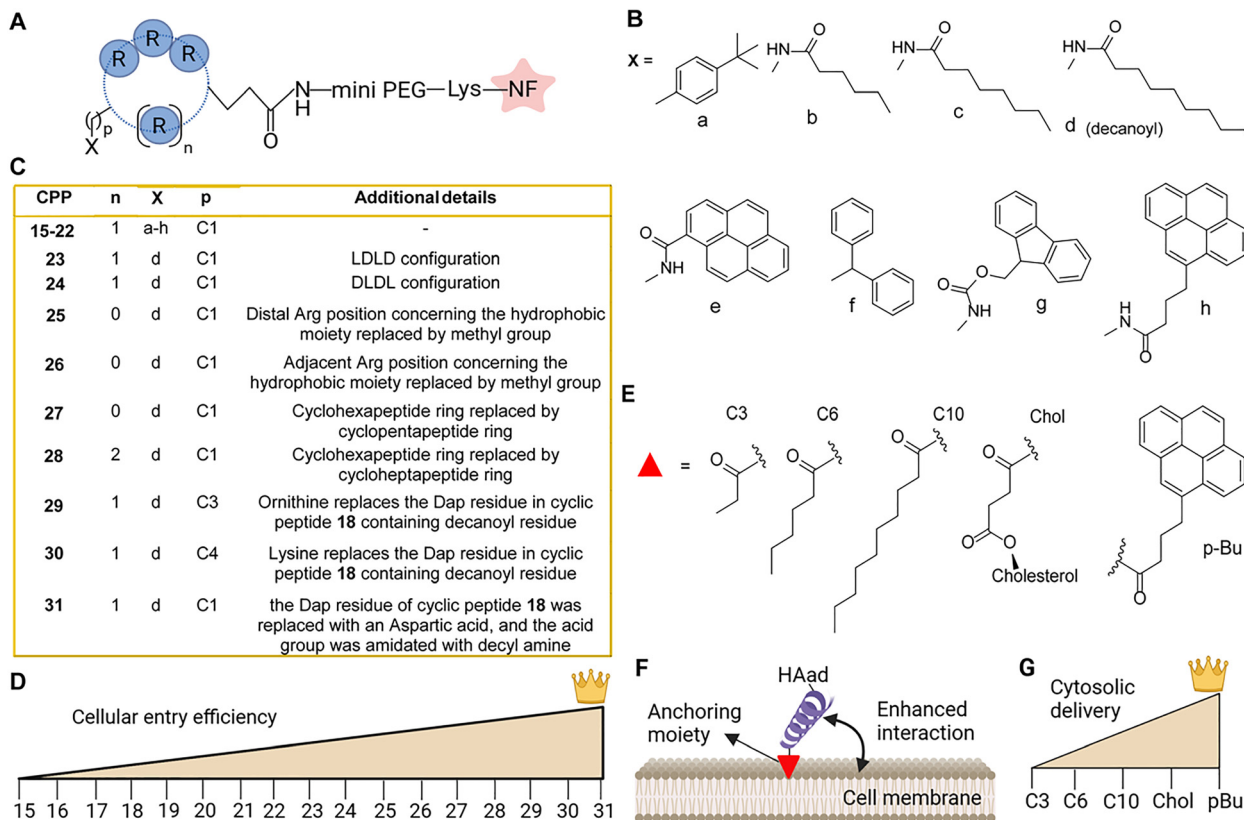 A
R
R
R
R
( )p
X
n
O
N
H
mini PEG
Lys
NF
B
X =
a
HN
O
b
HN
O
c
HN
O
d
(decanoyl)
O
NH
e
f
O
O
NH
g
NH
O
h
C
CPP n X p Additional details
15-22 1 a-h C1 -
23 1 d C1 LDLD configuration
24 1 d C1 DLDL configuration
25 0 d C1 Distal Arg position concerning the hydrophobic
moiety replaced by methyl group
26 0 d C1 Adjacent Arg position concerning the
hydrophobic moiety replaced by methyl group
27 0 d C1 Cyclohexapeptide ring replaced by
cyclopentapeptide ring
28 2 d C1 Cyclohexapeptide ring replaced by
cycloheptapeptide ring
29 1 d C3 Ornithine replaces the Dap residue in cyclic
peptide 18 containing decanoyl residue
30 1 d C4 Lysine replaces the Dap residue in cyclic
peptide 18 containing decanoyl residue
31 1 d C1 the Dap residue of cyclic peptide 18 was
replaced with an Aspartic acid, and the acid
group was amidated with decyl amine
D
Cellular entry efficiency
15 17 18 19 20 21 22 23 24 25 26 27 28 29 30 31
E
=
C3
O
C6
O
C10
O
Chol
O
O
O
Cholesterol
p-Bu
O
F
HAad
Anchoring
moiety
Enhanced
interaction
Cell membrane
G
Cytosolic
delivery
C3 C6 C10 Chol pBu